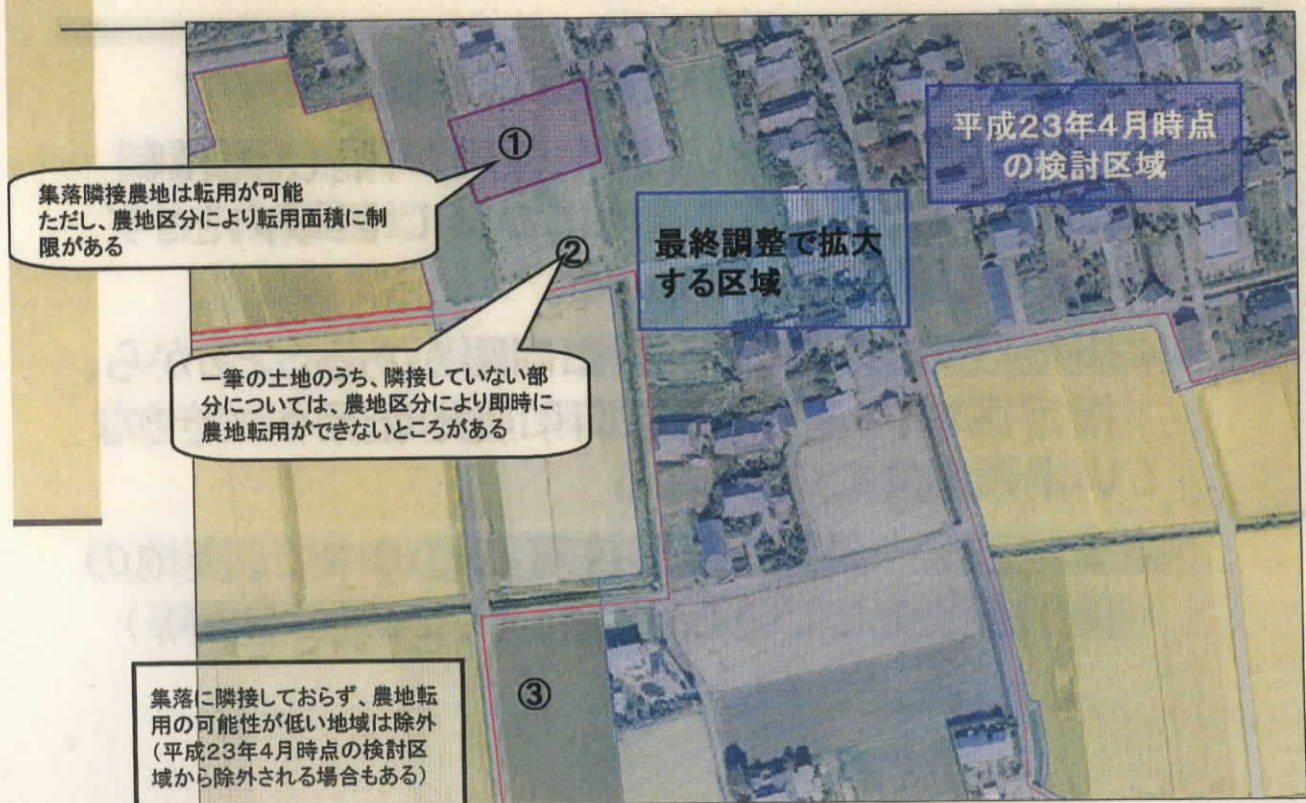 平成23年4月時点
の検討区域
①
集落隣接農地は転用が可能
ただし、農地区分により転用面積に制
限がある
②
最終調整で拡大
する区域
一筆の土地のうち、隣接していない部
分については、農地区分により即時に
農地転用ができないところがある
③
集落に隣接しておらず、農地転
用の可能性が低い地域は除外
(平成23年4月時点の検討区
域から除外される場合もある)